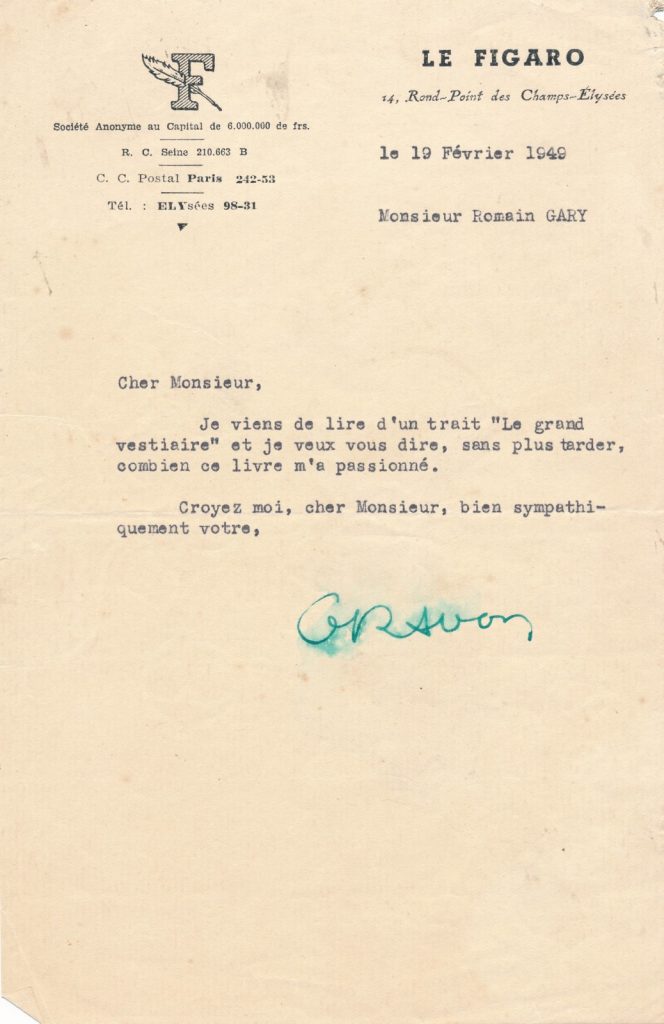 F
Société Anonyme au Capital de 6.000.000 de frs.
R. C. Seine 210.663 B
C. C. Postal Paris 242-53
Tél. : ELYsées 98-31
LE FIGARO
14, Rond-Point des Champs-Élysées
le 19 Février 1949
Monsieur Romain GARY
Cher Monsieur,
Je viens de lire d'un trait "Le grand
vestiaire" et je veux vous dire, sans plus tarder,
combien ce livre m'a passionné.
Croyez moi, cher Monsieur, bien sympathi-
quement votre,